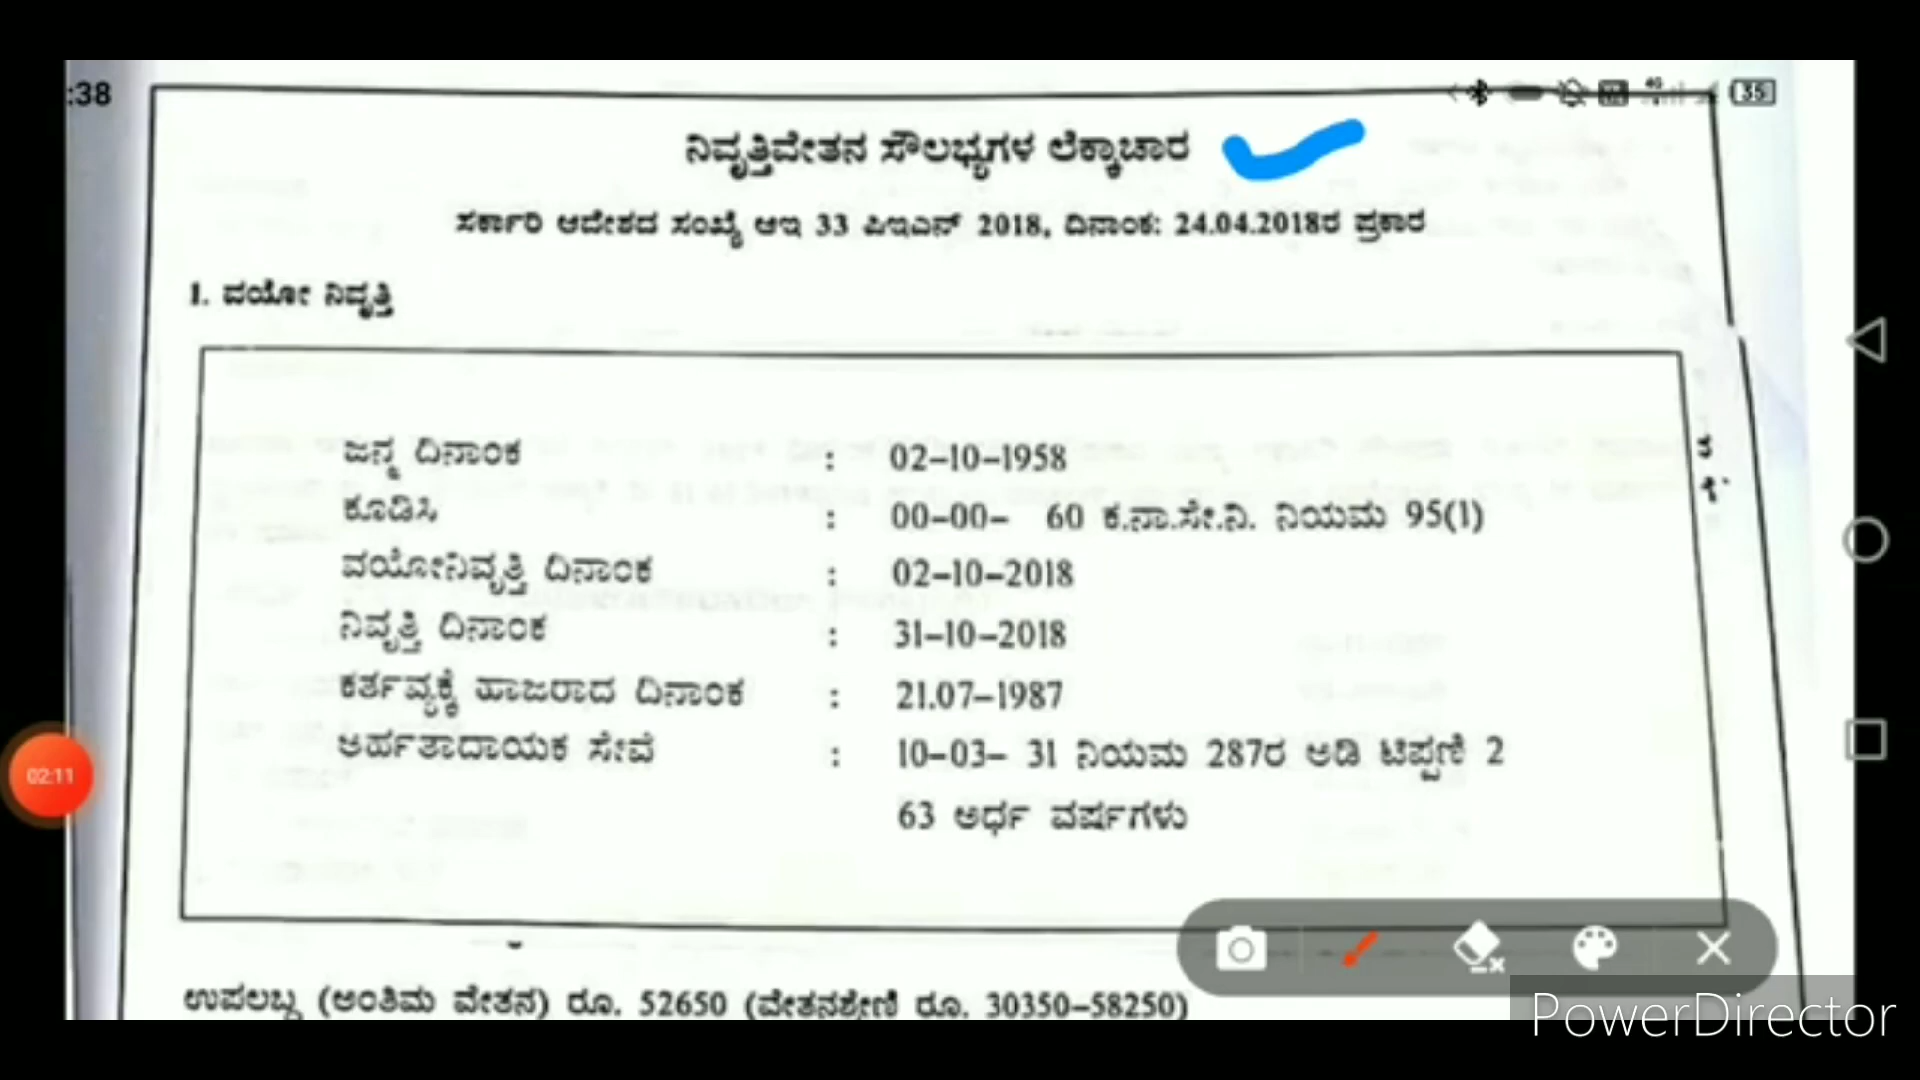 :38
35
ನಿವೃತ್ತಿವೇತನ ಸೌಲಭ್ಯಗಳ ಲೆಕ್ಕಾಚಾರ
ಸರ್ಕಾರಿ ಆದೇಶದ ಸಂಖ್ಯೆ ಆಇ 33 ಪಿಇಎನ್ 2018, ದಿನಾಂಕ: 24.04.2018ರ ಪ್ರಕಾರ
1. ವಯೋ ನಿವೃತ್ತಿ
ಜನ್ಮ ದಿನಾಂಕ : 02-10-1958
ಕೂಡಿಸಿ : 00-00- 60 ಕ.ನಾ.ಸೇ.ನಿ. ನಿಯಮ 95(1)
ವಯೋನಿವೃತ್ತಿ ದಿನಾಂಕ : 02-10-2018
ನಿವೃತ್ತಿ ದಿನಾಂಕ : 31-10-2018
ಕರ್ತವ್ಯಕ್ಕೆ ಹಾಜರಾದ ದಿನಾಂಕ : 21.07-1987
ಅರ್ಹತಾದಾಯಕ ಸೇವೆ : 10-03- 31 ನಿಯಮ 287ರ ಅಡಿ ಟಿಪ್ಪಣಿ 2
63 ಅರ್ಧ ವರ್ಷಗಳು
02:11
ಉಪಲಬ್ದ (ಅಂತಿಮ ವೇತನ) ರೂ. 52650 (ವೇತನಶ್ರೇಣಿ ರೂ. 30350-58250)
PowerDirector